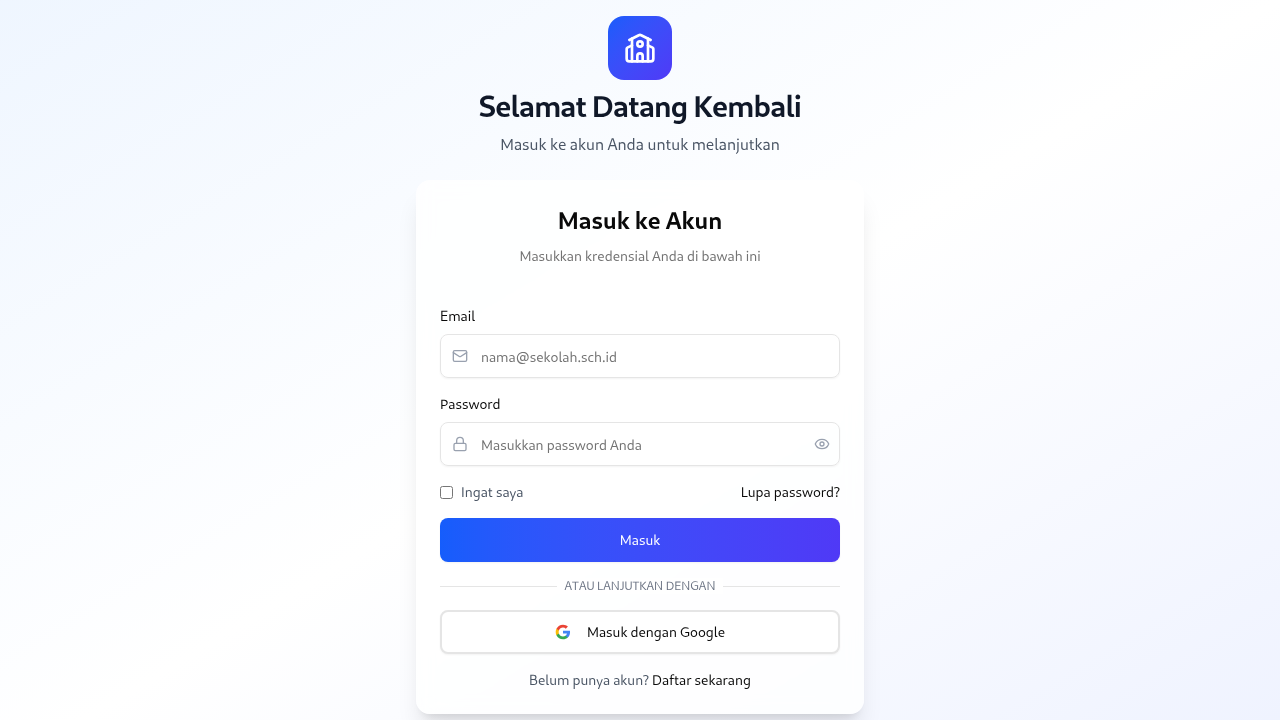 Selamat Datang Kembali
Masuk ke akun Anda untuk melanjutkan
Masuk ke Akun
Masukkan kredensial Anda di bawah ini
Email
nama@sekolah.sch.id
Password
Masukkan password Anda
Ingat saya
Lupa password?
Masuk
ATAU LANJUTKAN DENGAN
Masuk dengan Google
Belum punya akun? Daftar sekarang